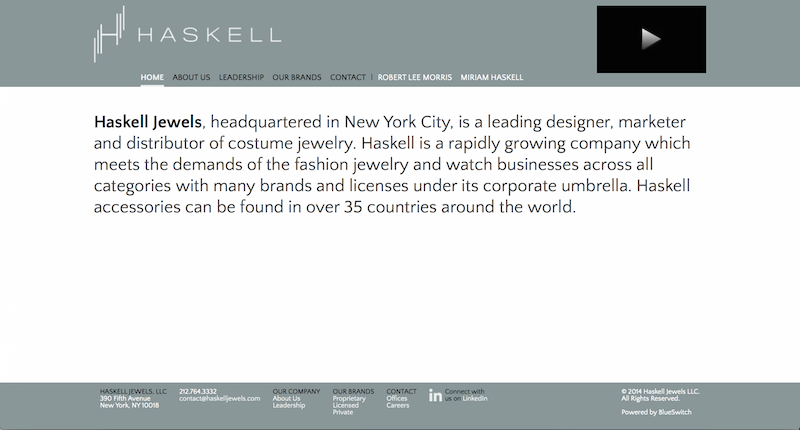 HASKELL
HOME ABOUT US LEADERSHIP OUR BRANDS CONTACT | ROBERT LEE MORRIS MIRIAM HASKELL
Haskell Jewels, headquartered in New York City, is a leading designer, marketer
and distributor of costume jewelry. Haskell is a rapidly growing company which
meets the demands of the fashion jewelry and watch businesses across all
categories with many brands and licenses under its corporate umbrella. Haskell
accessories can be found in over 35 countries around the world.
HASKELL JEWELS, LLC
390 Fifth Avenue
New York, NY 10018
212.764.3332
contact@haskelljewels.com
OUR COMPANY
About Us
Leadership
OUR BRANDS
Proprietary
Licensed
Private
CONTACT
Offices
Careers
in
Connect with
us on LinkedIn
© 2014 Haskell Jewels LLC.
All Rights Reserved.
Powered by BlueSwitch